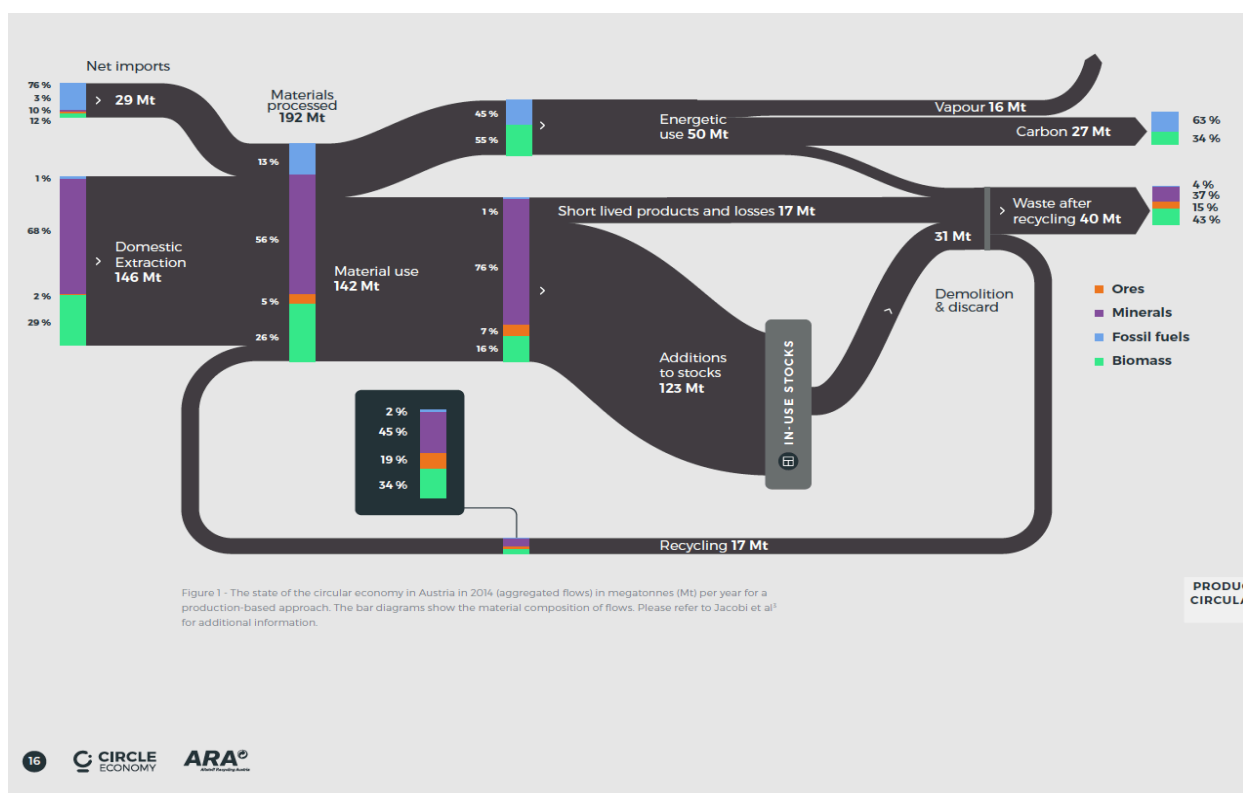 Net imports
76 %
3 %
10 %
12 %
29 Mt
Materials
processed
192 Mt
1 %
68 %
2 %
29 %
Domestic
Extraction
146 Mt
13 %
56 %
5 %
26 %
Material use
142 Mt
45 %
55 %
Energetic
use 50 Mt
Vapour 16 Mt
Carbon 27 Mt
63 %
34 %
1 %
76 %
7 %
16 %
Short lived products and losses 17 Mt
Waste after
recycling 40 Mt
4 %
37 %
15 %
43 %
31 Mt
Demolition
& discard
Additions
to stocks
123 Mt
IN-USE STOCKS
Ores
Minerals
Fossil fuels
Biomass
2 %
45 %
19 %
34 %
Recycling 17 Mt
Figure 1 - The state of the circular economy in Austria in 2014 (aggregated flows) in megatonnes (Mt) per year for a
production-based approach. The bar diagrams show the material composition of flows. Please refer to Jacobi et al³
for additional information.
PRODU
CIRCULA
16
CIRCLE
ECONOMY
ARA